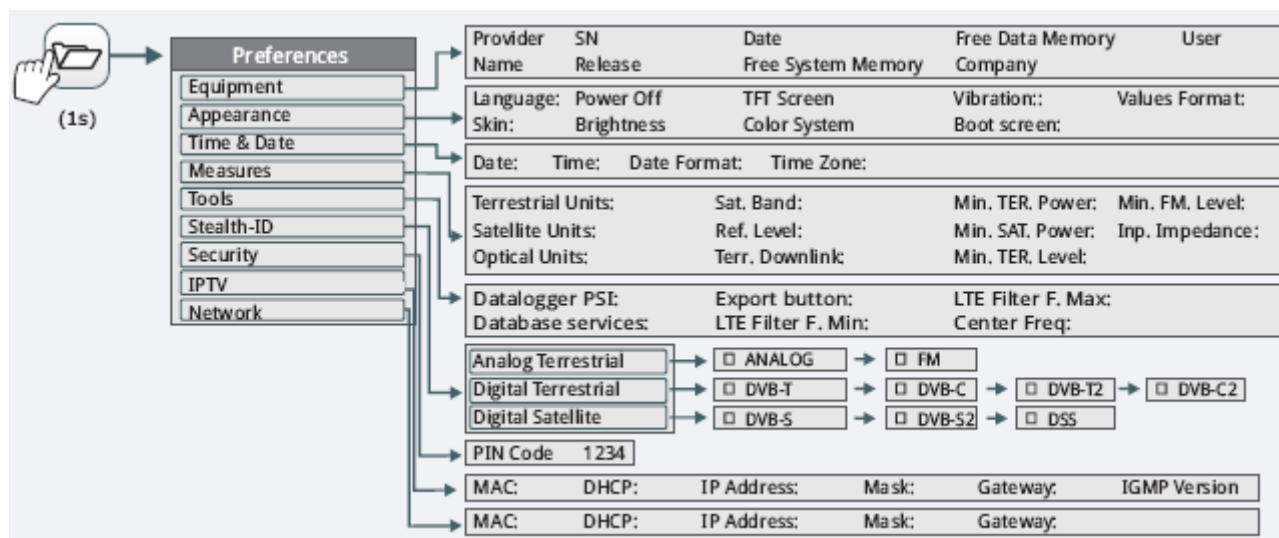 (1s)
Preferences
Equipment
Appearance
Time & Date
Measures
Tools
Stealth-ID
Security
IPTV
Network
Provider SN Date Free Data Memory User
Name Release Free System Memory Company
Language: Power Off TFT Screen Vibration:: Values Format:
Skin: Brightness Color System Boot screen:
Date: Time: Date Format: Time Zone:
Terrestrial Units: Sat. Band: Min. TER. Power: Min. FM. Level:
Satellite Units: Ref. Level: Min. SAT. Power: Inp. Impedance:
Optical Units: Terr. Downlink: Min. TER. Level:
Datalogger PSI: Export button: LTE Filter F. Max:
Database services: LTE Filter F. Min: Center Freq:
Analog Terrestrial ANALOG FM
Digital Terrestrial DVB-T DVB-C DVB-T2 DVB-C2
Digital Satellite DVB-S DVB-S2 DSS
PIN Code 1234
MAC: DHCP: IP Address: Mask: Gateway: IGMP Version
MAC: DHCP: IP Address: Mask: Gateway: